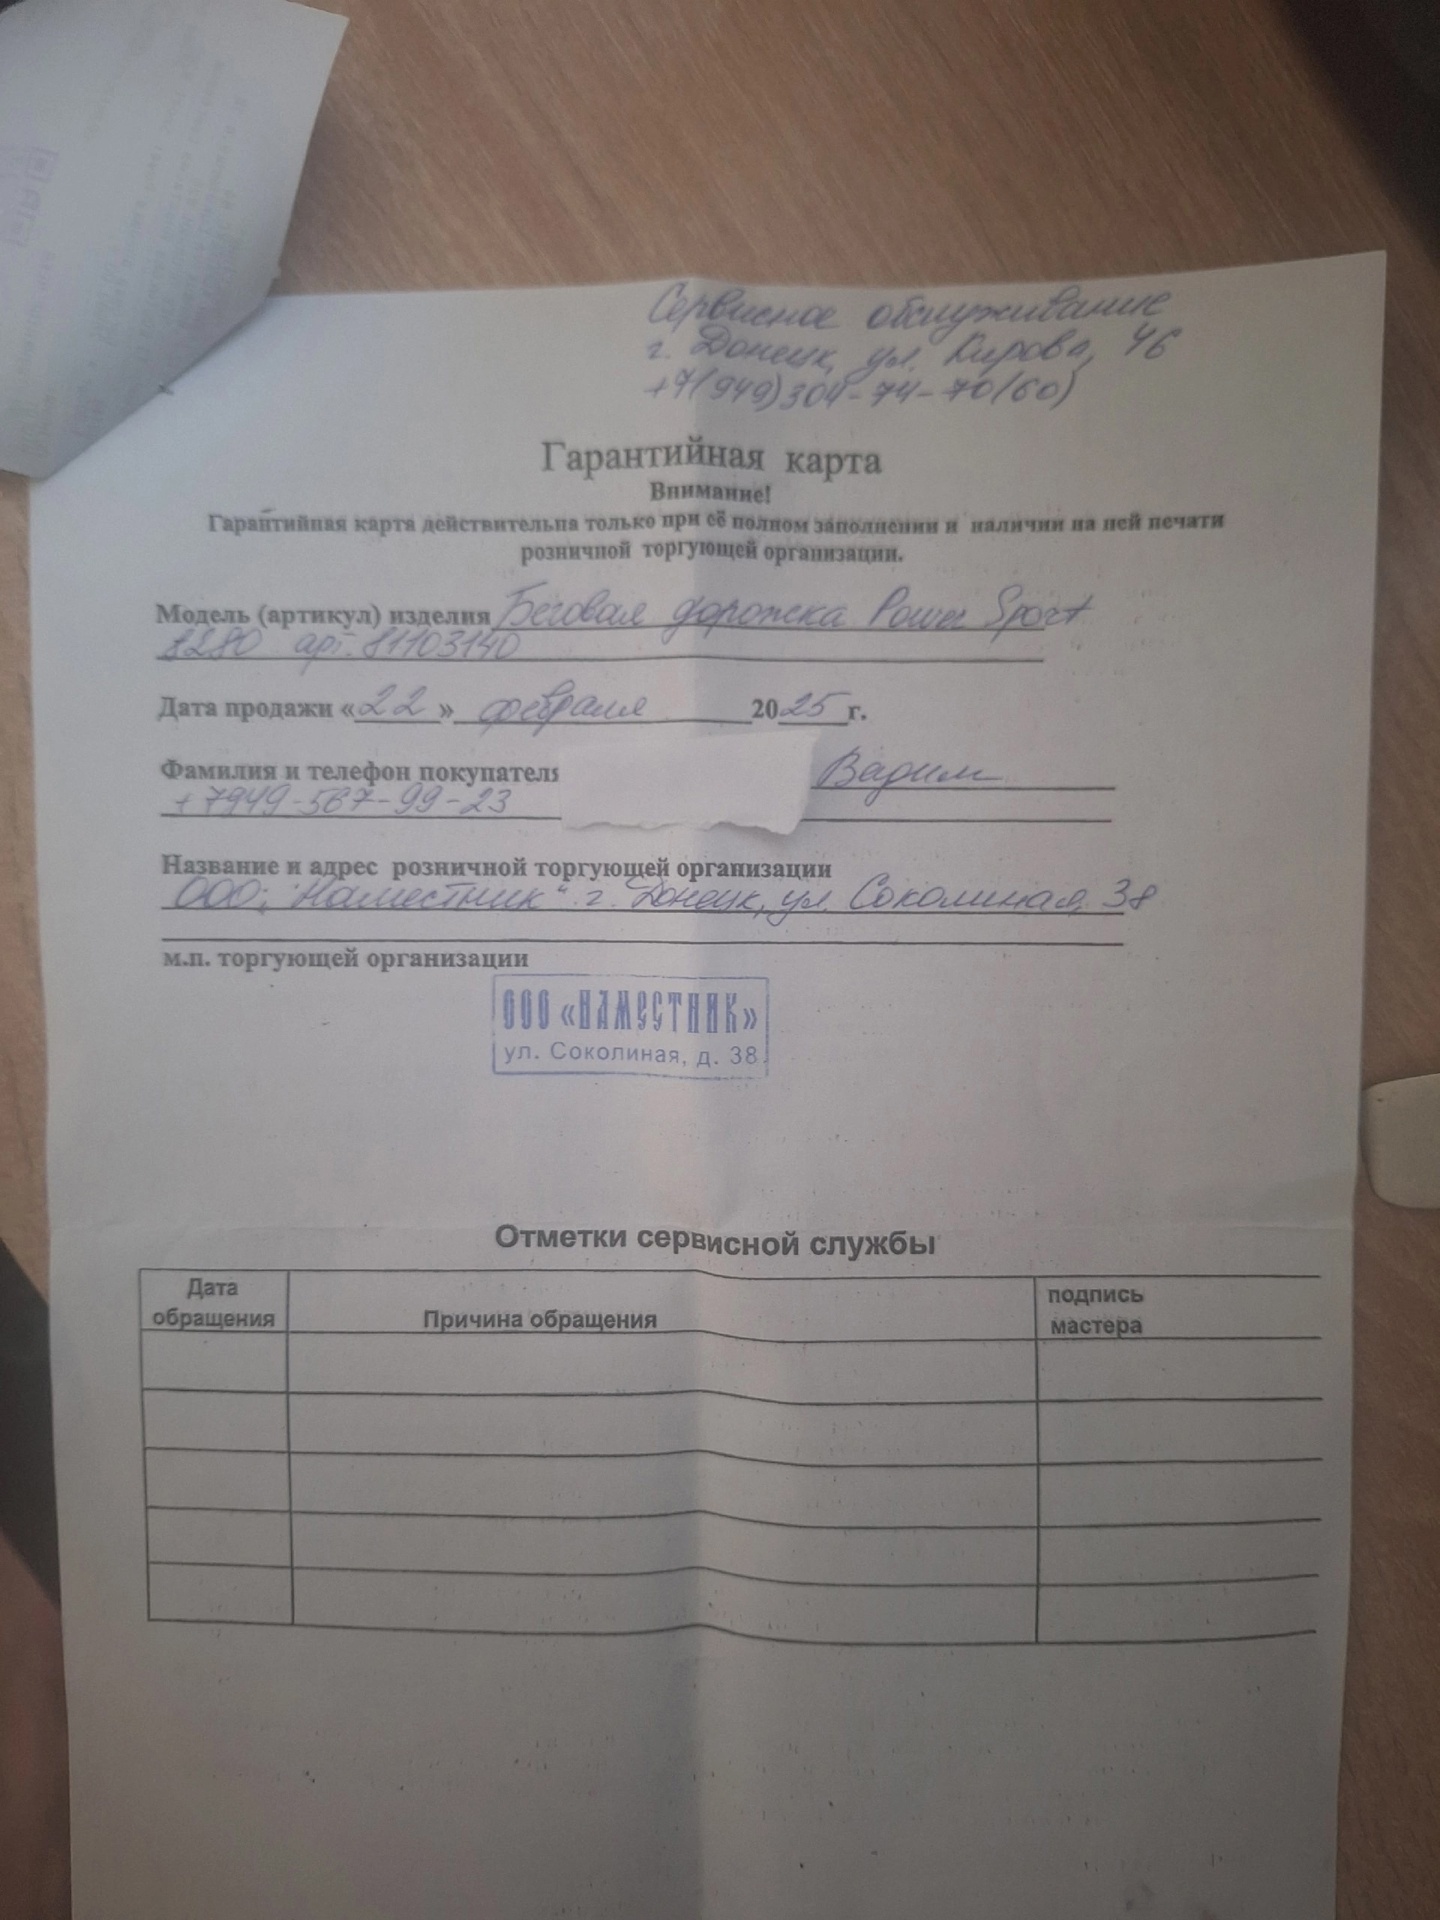 Сервисное обслуживание
г. Донецк, ул. Кирова, 46
+7(949)304-74-70(60)
Гарантийная карта
Внимание!
Гарантийная карта действительна только при её полном заполнении и наличии на ней печати
розничной торгующей организации.
Модель (артикул) изделия Беговая дорожка Power Sport
8280 арт. 81103140
Дата продажи «22» февраля 2025 г.
Фамилия и телефон покупателя Вадим
+7949-567-99-23
Название и адрес розничной торгующей организации
ООО; "Наместник" г. Донецк, ул. Соколиная, 38
м.п. торгующей организации
ООО «НАМЕСТНИК»
ул. Соколиная, д. 38
Отметки сервисной службы
Дата обращения Причина обращения подпись мастера